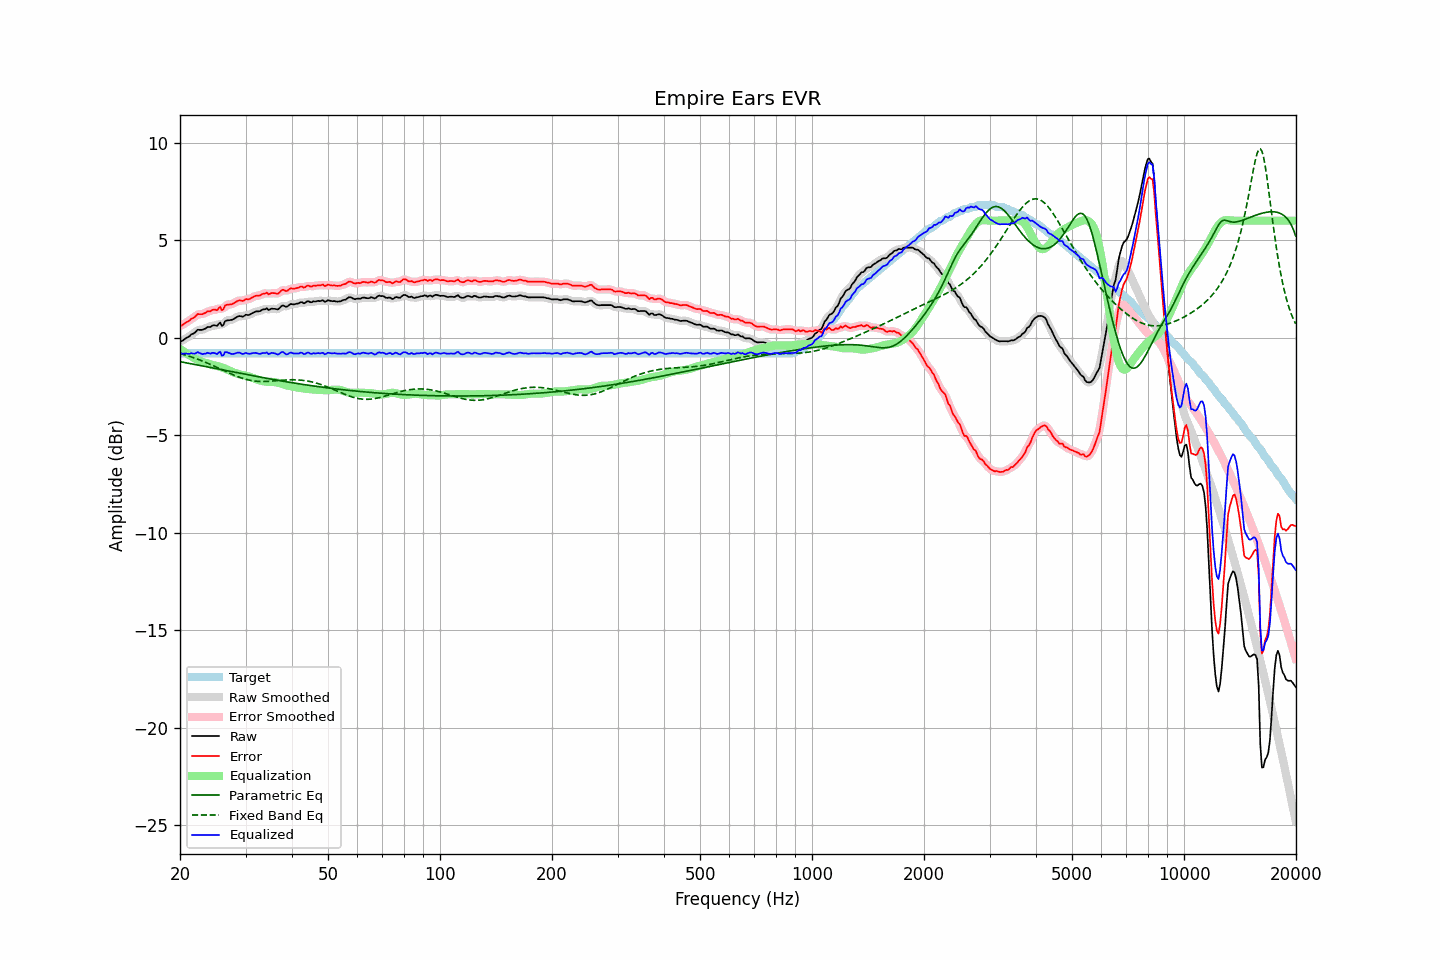 Empire Ears EVR
Amplitude (dBr)
10
5
0
−5
−10
−15
−20
−25
Target
Raw Smoothed
Error Smoothed
Raw
Error
Equalization
Parametric Eq
Fixed Band Eq
Equalized
20 50 100 200 500 1000 2000 5000 10000 20000
Frequency (Hz)